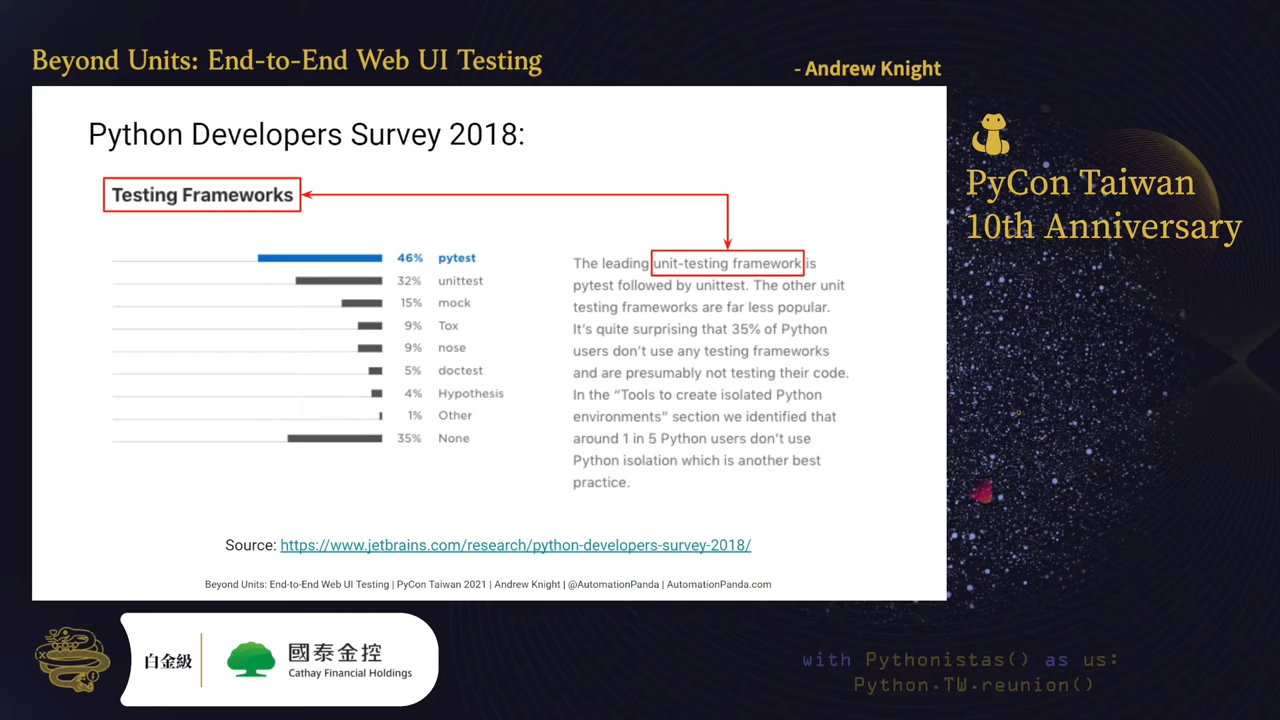 Beyond Units: End-to-End Web UI Testing
- Andrew Knight
Python Developers Survey 2018:
Testing Frameworks
46% pytest
32% unittest
15% mock
9% Tox
9% nose
5% doctest
4% Hypothesis
1% Other
35% None
The leading unit-testing framework is
pytest followed by unittest. The other unit
testing frameworks are far less popular.
It's quite surprising that 35% of Python
users don't use any testing frameworks
and are presumably not testing their code.
In the “Tools to create isolated Python
environments” section we identified that
around 1 in 5 Python users don't use
Python isolation which is another best
practice.
Source: https://www.jetbrains.com/research/python-developers-survey-2018/
Beyond Units: End-to-End Web UI Testing | PyCon Taiwan 2021 | Andrew Knight | @AutomationPanda | AutomationPanda.com
PyCon Taiwan
10th Anniversary
白金級
國泰金控
Cathay Financial Holdings
with Pythonistas() as us:
Python.TW.reunion()